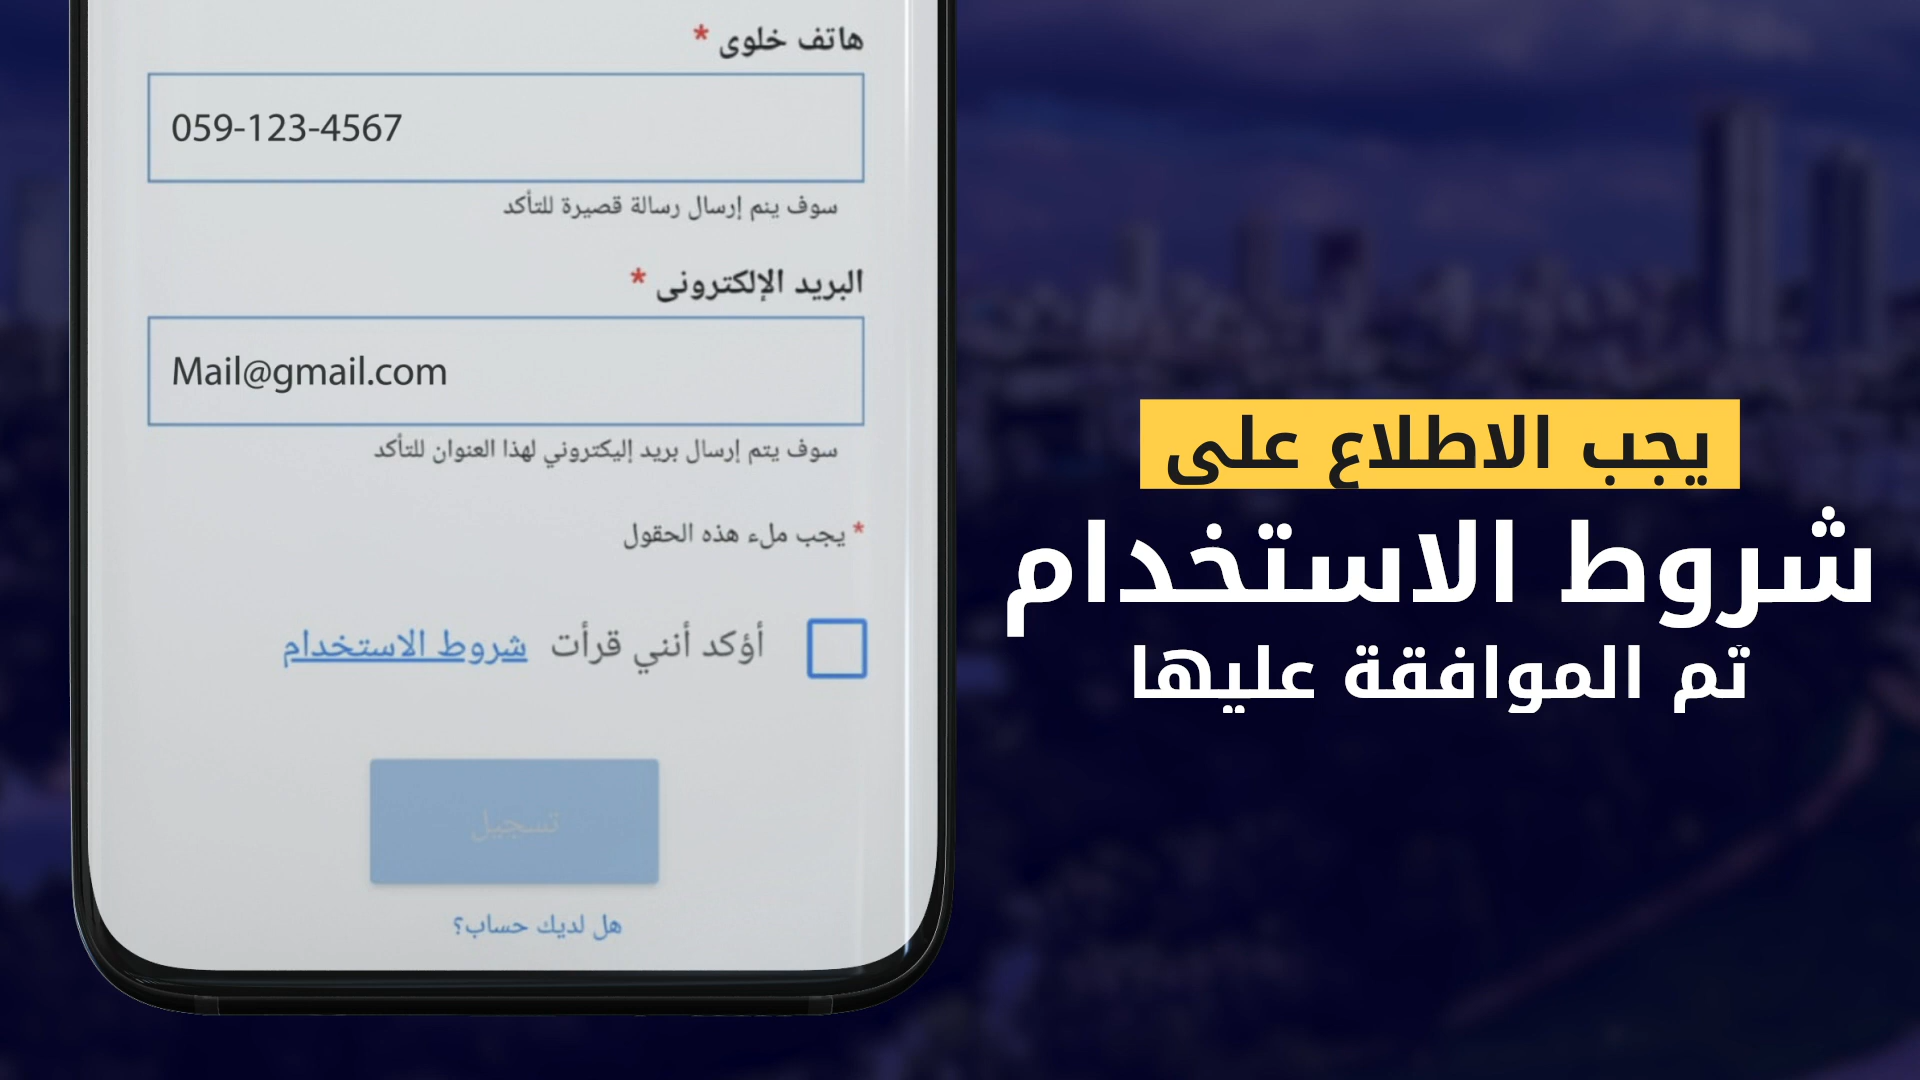 هاتف خلوى *
059-123-4567
سوف ينم إرسال رسالة قصيرة للتأكد
البريد الإلكترونى *
Mail@gmail.com
سوف يتم إرسال بريد إليكتروني لهذا العنوان للتأكد
* يجب ملء هذه الحقول
أؤكد أنني قرأت شروط الاستخدام
تسجيل
هل لديك حساب؟
يجب الاطلاع على
شروط الاستخدام
ثم الموافقة عليها